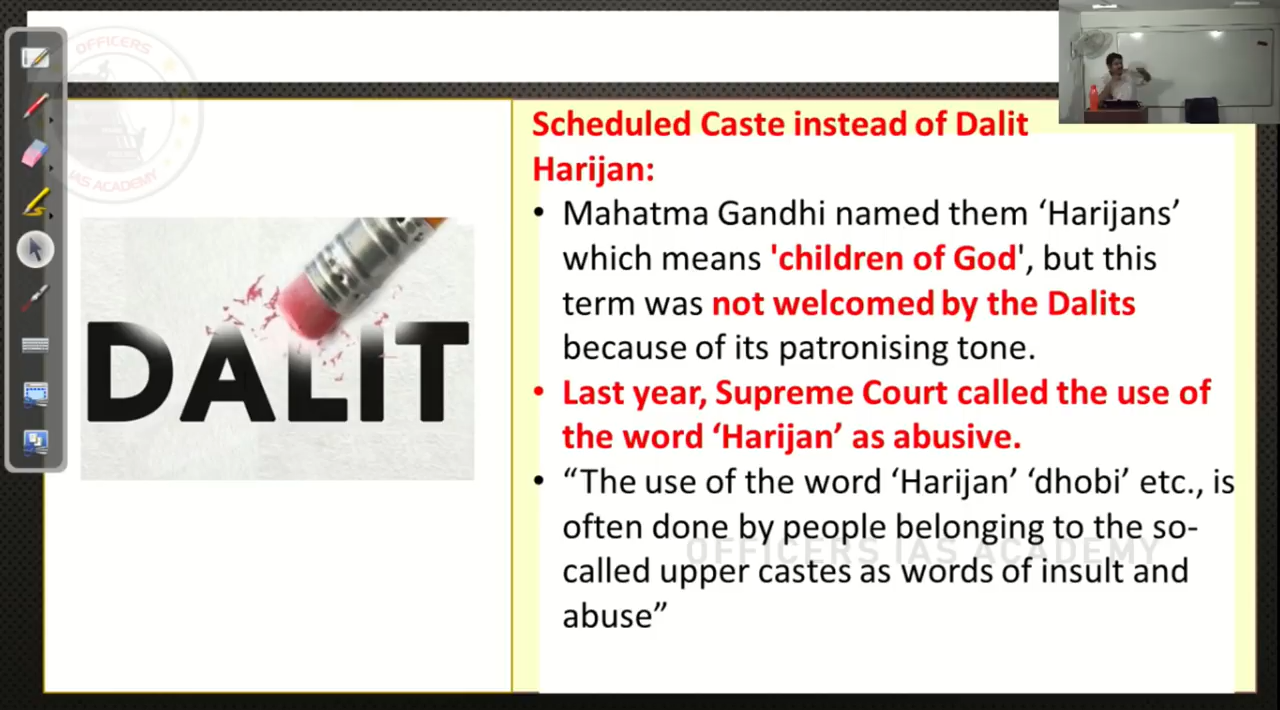 OFFICERS
IAS ACADEMY
DALIT
Scheduled Caste instead of Dalit
Harijan:
• Mahatma Gandhi named them ‘Harijans’
which means 'children of God', but this
term was not welcomed by the Dalits
because of its patronising tone.
• Last year, Supreme Court called the use of
the word ‘Harijan’ as abusive.
• “The use of the word ‘Harijan’ ‘dhobi’ etc., is
often done by people belonging to the so-
called upper castes as words of insult and
abuse”
OFFICERS IAS ACADEMY